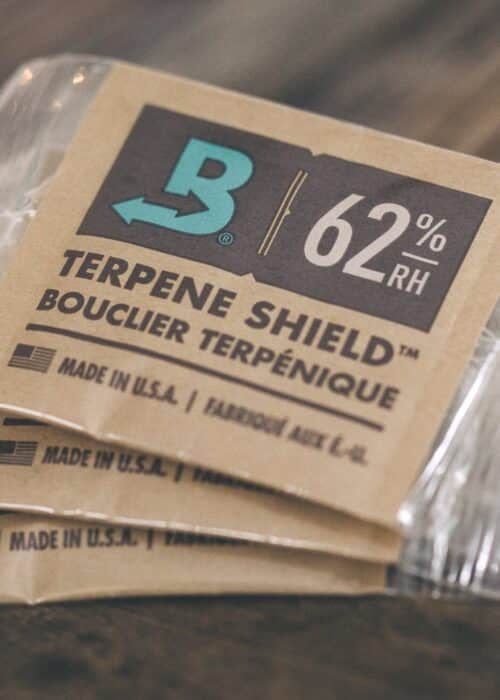 B®
62%
RH
TERPENE SHIELD™
BOUCLIER TERPÉNIQUE
MADE IN U.S.A. | FABRIQUÉ AUX É.-U.
MADE IN U.S.A. |
MADE IN U.S.A. |